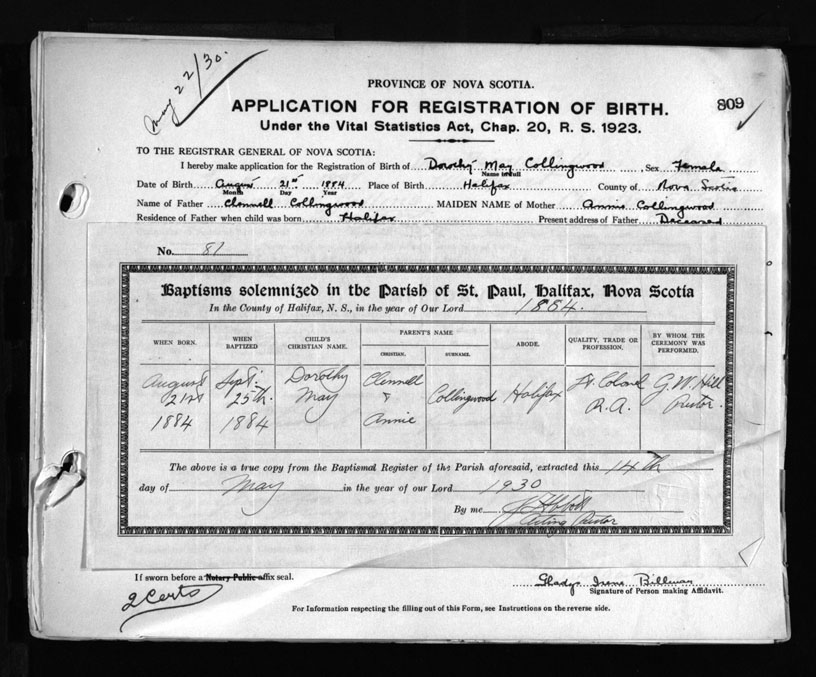 May 22/30.
PROVINCE OF NOVA SCOTIA.
APPLICATION FOR REGISTRATION OF BIRTH.
809
Under the Vital Statistics Act, Chap. 20, R. S. 1923.
TO THE REGISTRAR GENERAL OF NOVA SCOTIA:
I hereby make application for the Registration of Birth of Dorothy May Collingwood, Sex Female
Name in full
Date of Birth August 21st 1884 Place of Birth Halifax County of Nova Scotia
Month Day Year
Name of Father Clennell Collingwood MAIDEN NAME of Mother Annie Collingwood
Residence of Father when child was born Halifax Present address of Father Deceased
No. 81
Baptisms solemnized in the Parish of St. Paul, Halifax, Nova Scotia
In the County of Halifax, N. S., in the year of Our Lord 1884.
WHEN BORN. WHEN BAPTIZED CHILD'S CHRISTIAN NAME. PARENT'S NAME CHRISTIAN. SURNAME. ABODE. QUALITY, TRADE OR PROFESSION. BY WHOM THE CEREMONY WAS PERFORMED.
August 21st 1884 Sept. 25th 1884 Dorothy May Clennell & Annie Collingwood Halifax Lt. Colonel R.A. G. W. Hill Rector.
The above is a true copy from the Baptismal Register of the Parish aforesaid, extracted this 14th
day of May in the year of our Lord 1930
By me
Acting Rector
If sworn before a Notary Public affix seal.
Gladys Irene
Signature of Person making Affidavit.
2 Certs
For Information respecting the filling out of this Form, see Instructions on the reverse side.